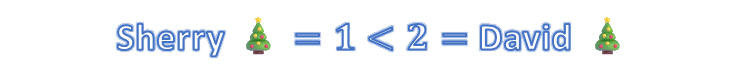 Sherry 🎄 = 1 < 2 = David 🎄